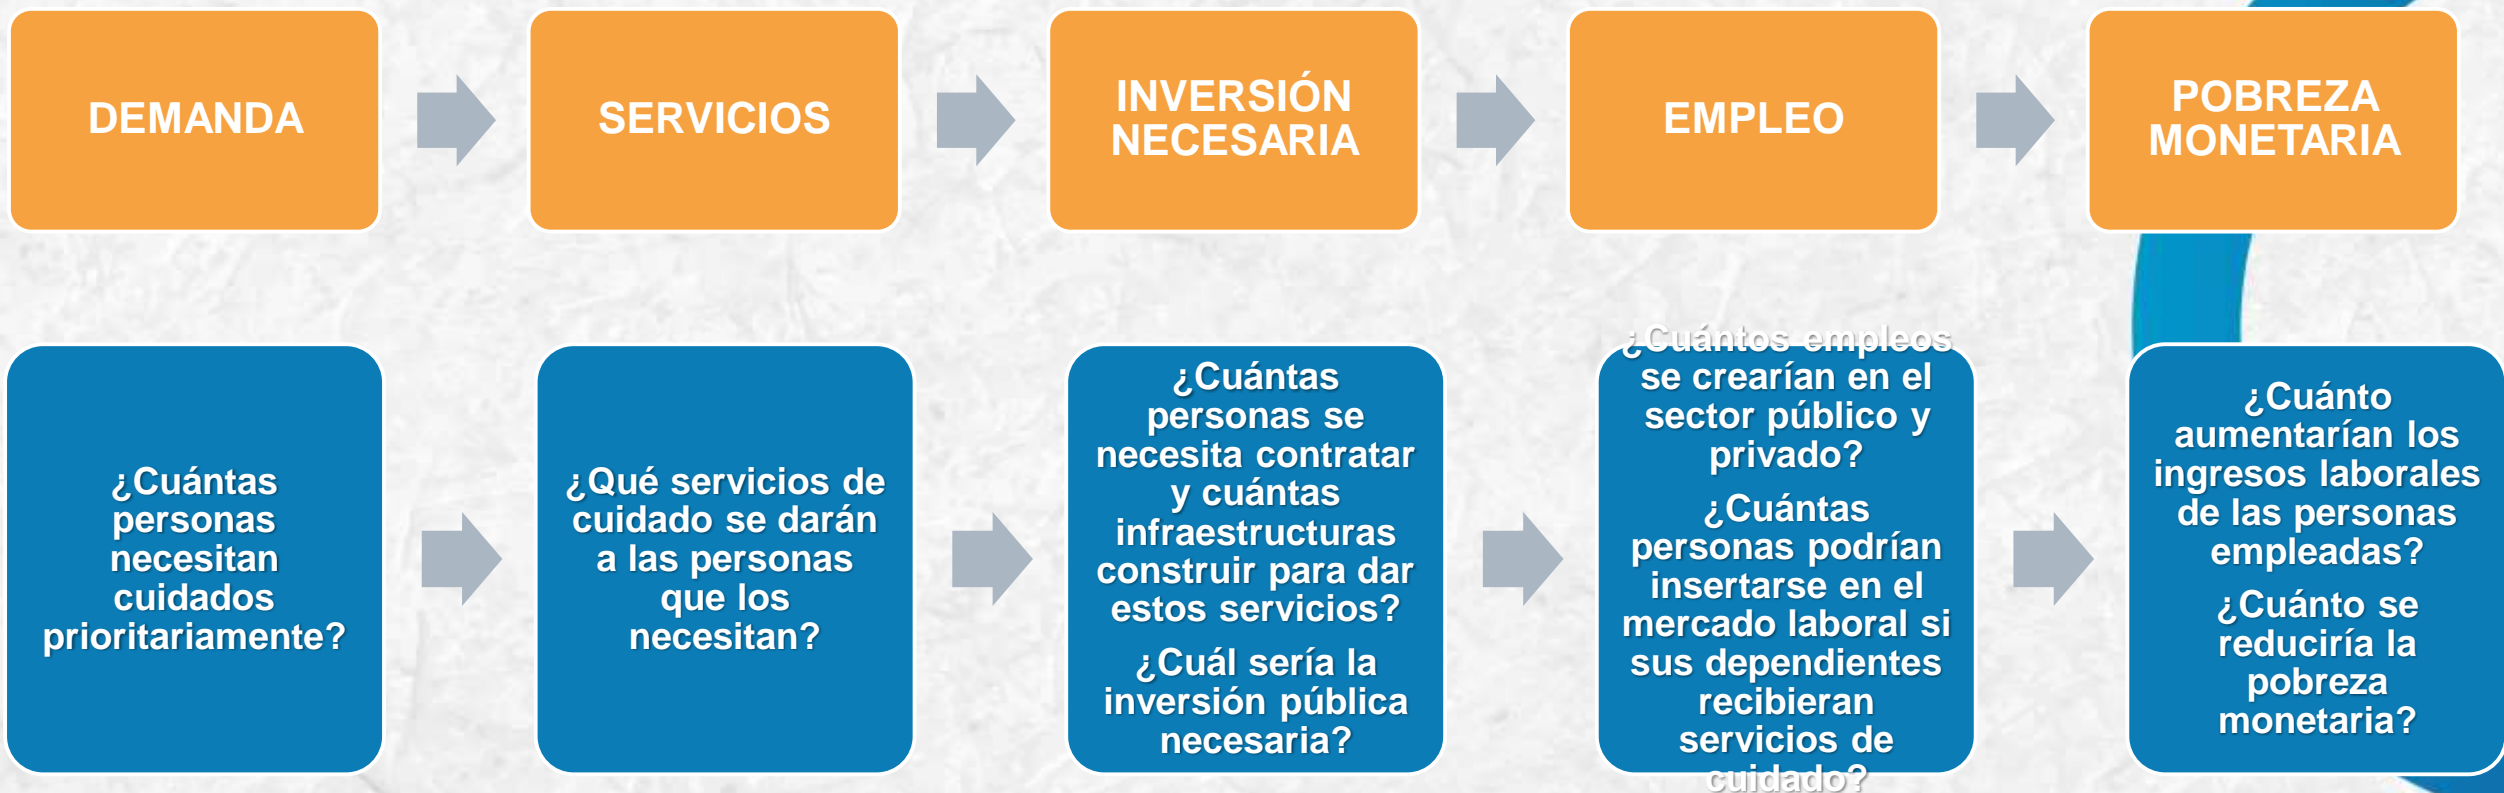 DEMANDA
SERVICIOS
INVERSIÓN
NECESARIA
EMPLEO
POBREZA
MONETARIA
¿Cuántas
personas
necesitan
cuidados
prioritariamente?
¿Qué servicios de
cuidado se darán
a las personas
que los
necesitan?
¿Cuántas
personas se
necesita contratar
y cuántas
infraestructuras
construir para dar
estos servicios?
¿Cuál sería la
inversión pública
necesaria?
¿Cuántos empleos
se crearían en el
sector público y
privado?
¿Cuántas
personas podrían
insertarse en el
mercado laboral si
sus dependientes
recibieran
servicios de
cuidado?
¿Cuánto
aumentarían los
ingresos laborales
de las personas
empleadas?
¿Cuánto se
reduciría la
pobreza
monetaria?